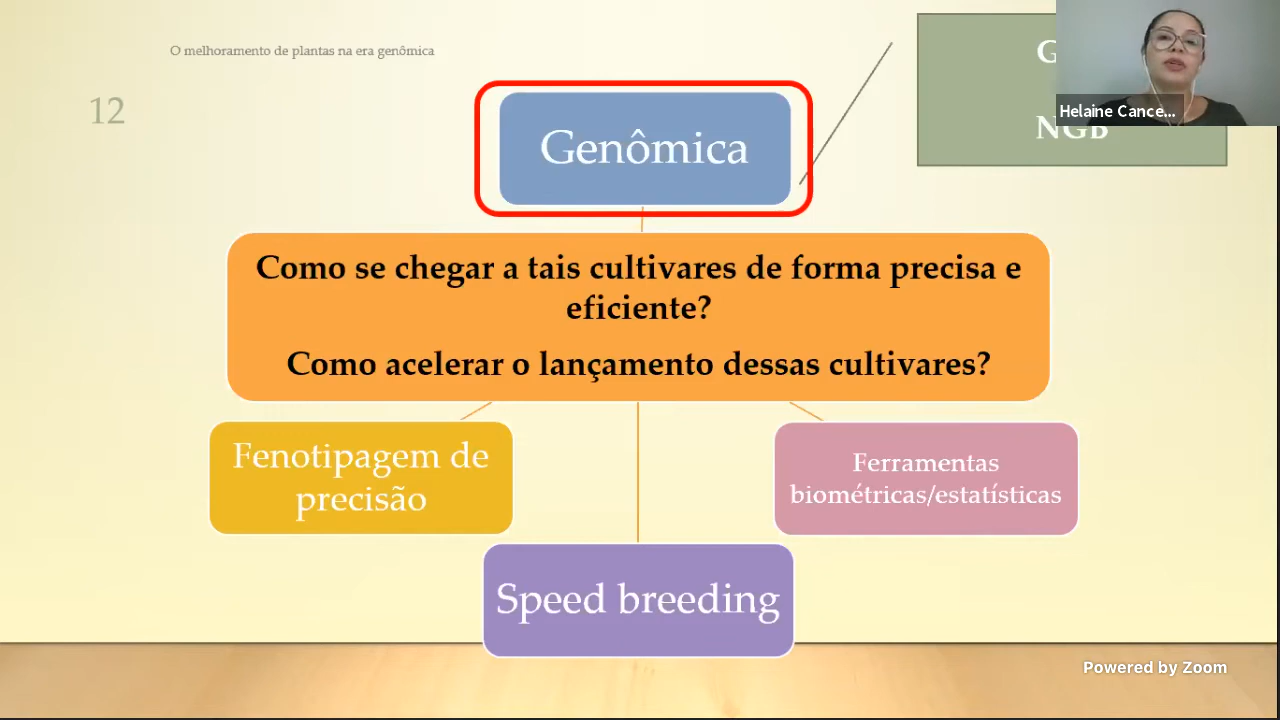 O melhoramento de plantas na era genômica
12
Genômica
G
NGB
Helaine Cance...
Como se chegar a tais cultivares de forma precisa e
eficiente?
Como acelerar o lançamento dessas cultivares?
Fenotipagem de
precisão
Ferramentas
biométricas/estatísticas
Speed breeding
Powered by Zoom